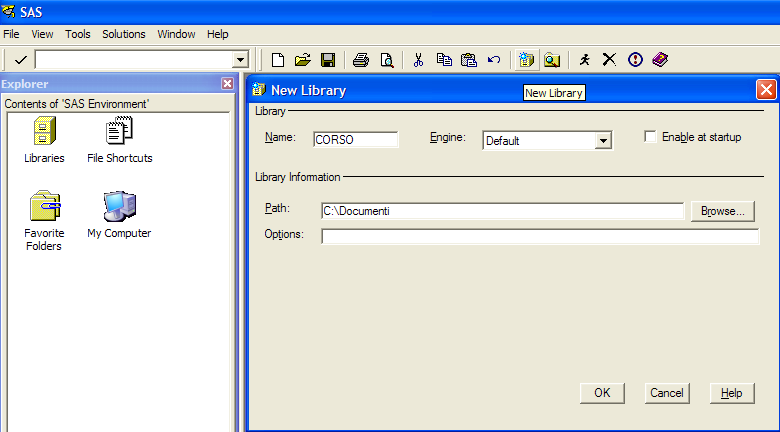 SAS
File View Tools Solutions Window Help
Explorer
Contents of 'SAS Environment'
Libraries
File Shortcuts
Favorite Folders
My Computer
New Library
New Library
Library
Name: CORSO Engine: Default Enable at startup
Library Information
Path: C:\Documenti Browse...
Options:
OK Cancel Help